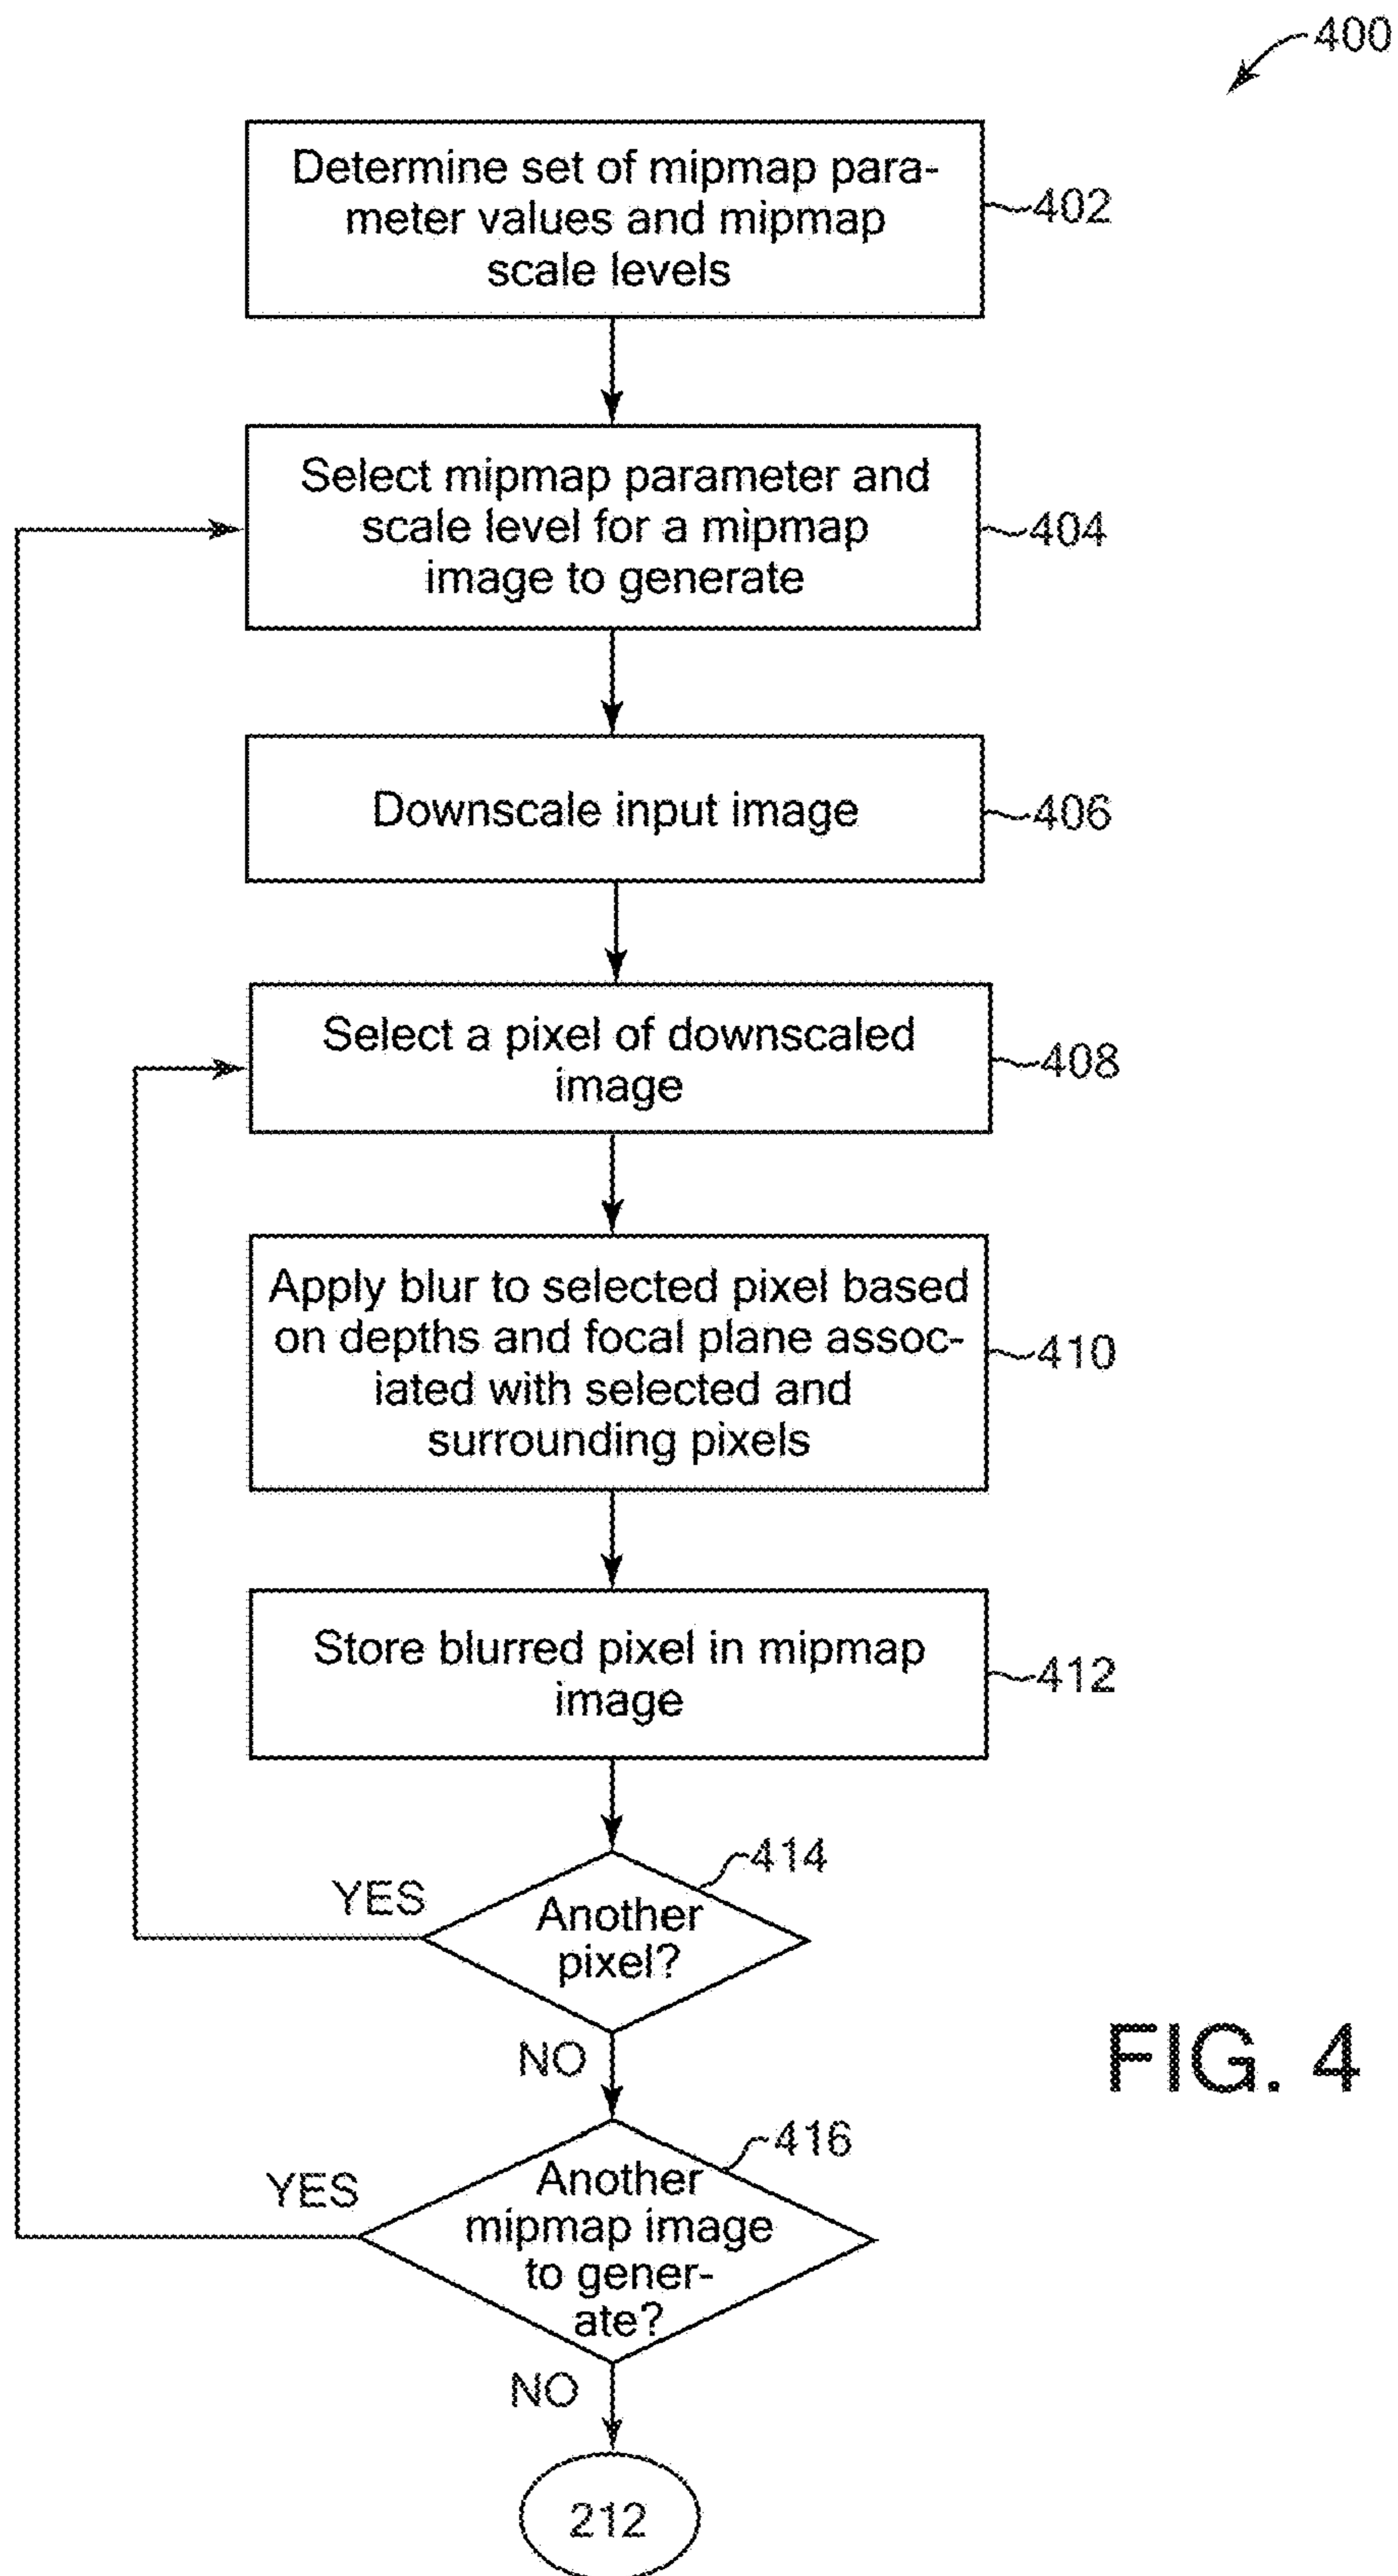 400
Determine set of mipmap para-
meter values and mipmap
scale levels
402
Select mipmap parameter and
scale level for a mipmap
image to generate
404
Downscale input image
406
Select a pixel of downscaled
image
408
Apply blur to selected pixel based
on depths and focal plane assoc-
iated with selected and
surrounding pixels
410
Store blurred pixel in mipmap
image
412
414
YES
Another
pixel?
NO
FIG. 4
416
YES
Another
mipmap image
to gener-
ate?
NO
212